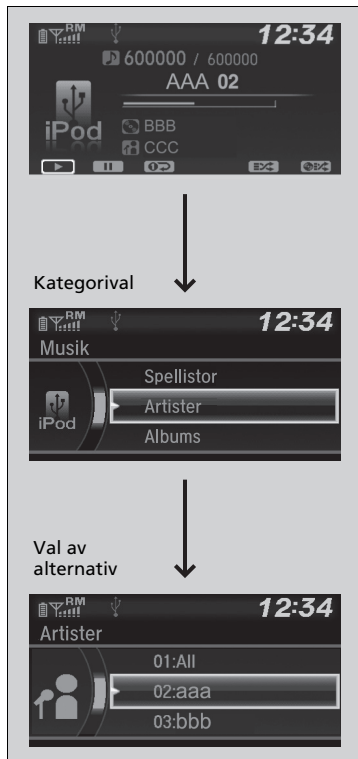 RM 12:34
600000 / 600000
AAA 02
iPod
BBB
CCC
Kategorival
RM 12:34
Musik
Spellistor
iPod
Artister
Albums
Val av
alternativ
RM 12:34
Artister
01:All
02:aaa
03:bbb